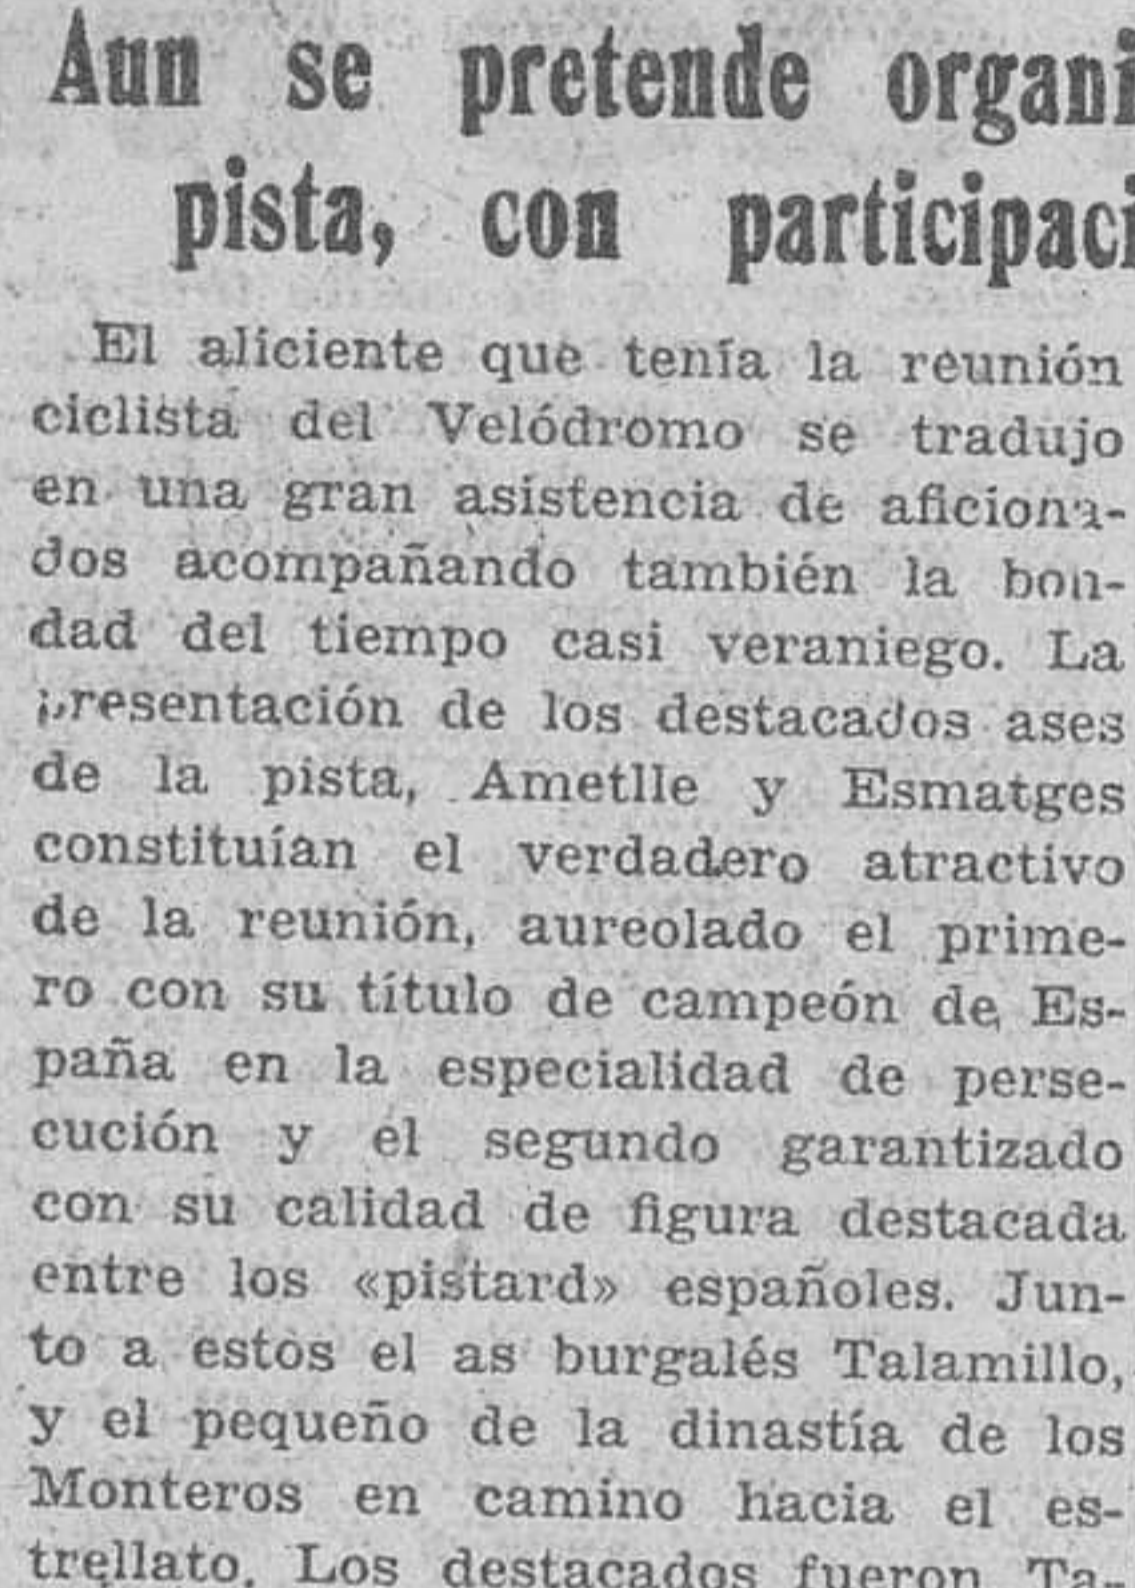 Aun se pretende organi
pista, con participaci
El aliciente que tenía la reunión
ciclista del Velódromo se tradujo
en una gran asistencia de aficiona-
dos acompañando también la bon-
dad del tiempo casi veraniego. La
presentación de los destacados ases
de la pista, Ametlle y Esmatges
constituían el verdadero atractivo
de la reunión, aureolado el prime-
ro con su título de campeón de Es-
paña en la especialidad de perse-
cución y el segundo garantizado
con su calidad de figura destacada
entre los «pistard» españoles. Jun-
to a estos el as burgalés Talamillo,
y el pequeño de la dinastía de los
Monteros en camino hacia el es-
trellato. Los destacados fueron Ta-